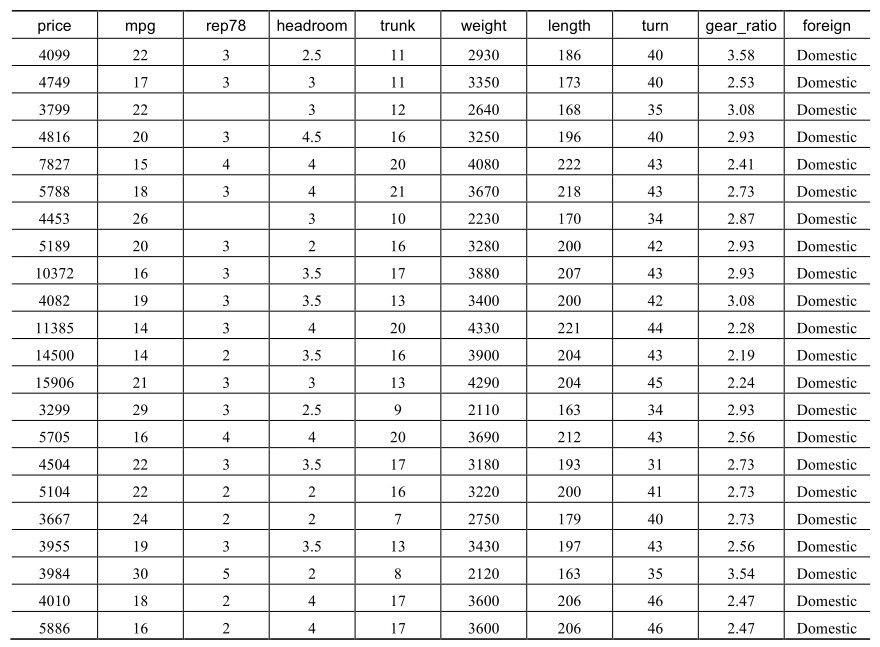 price mpg rep78 headroom trunk weight length turn gear_ratio foreign
4099 22 3 2.5 11 2930 186 40 3.58 Domestic
4749 17 3 3 11 3350 173 40 2.53 Domestic
3799 22 3 12 2640 168 35 3.08 Domestic
4816 20 3 4.5 16 3250 196 40 2.93 Domestic
7827 15 4 4 20 4080 222 43 2.41 Domestic
5788 18 3 4 21 3670 218 43 2.73 Domestic
4453 26 3 10 2230 170 34 2.87 Domestic
5189 20 3 2 16 3280 200 42 2.93 Domestic
10372 16 3 3.5 17 3880 207 43 2.93 Domestic
4082 19 3 3.5 13 3400 200 42 3.08 Domestic
11385 14 3 4 20 4330 221 44 2.28 Domestic
14500 14 2 3.5 16 3900 204 43 2.19 Domestic
15906 21 3 3 13 4290 204 45 2.24 Domestic
3299 29 3 2.5 9 2110 163 34 2.93 Domestic
5705 16 4 4 20 3690 212 43 2.56 Domestic
4504 22 3 3.5 17 3180 193 31 2.73 Domestic
5104 22 2 2 16 3220 200 41 2.73 Domestic
3667 24 2 2 7 2750 179 40 2.73 Domestic
3955 19 3 3.5 13 3430 197 43 2.56 Domestic
3984 30 5 2 8 2120 163 35 3.54 Domestic
4010 18 2 4 17 3600 206 46 2.47 Domestic
5886 16 2 4 17 3600 206 46 2.47 Domestic